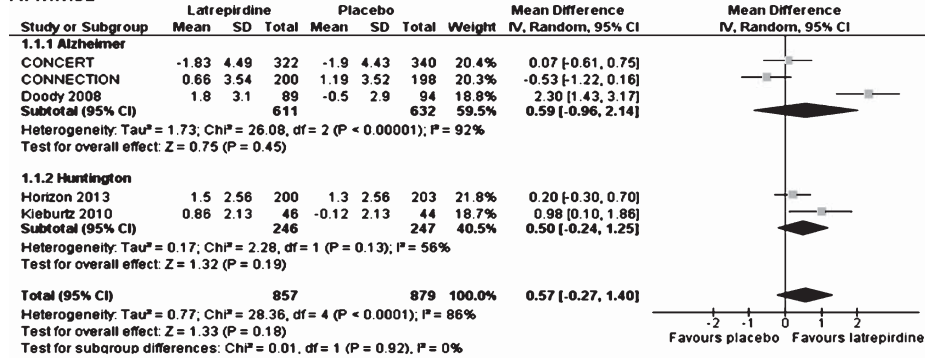 Latrepirdine Placebo Mean Difference Mean Difference
Study or Subgroup Mean SD Total Mean SD Total Weight IV, Random, 95% CI IV, Random, 95% CI
1.1.1 Alzheimer
CONCERT -1.83 4.49 322 -1.9 4.43 340 20.4% 0.07 [-0.61, 0.75]
CONNECTION 0.66 3.54 200 1.19 3.52 198 20.4% -0.53 [-1.22, 0.16]
Doody 2008 1.8 3.1 89 -0.5 2.9 94 18.8% 2.30 [1.43, 3.17]
Subtotal (95% CI) 611 632 59.5% 0.59 [-0.96, 2.14]
Heterogeneity: Tau² = 1.73; Chi² = 26.08, df = 2 (P < 0.00001); I² = 92%
Test for overall effect: Z = 0.75 (P = 0.45)
1.1.2 Huntington
Horizon 2013 1.5 2.56 200 1.3 2.56 203 21.8% 0.20 [-0.30, 0.70]
Kieburtz 2010 0.86 2.13 46 -0.12 2.13 44 18.7% 0.98 [0.10, 1.86]
Subtotal (95% CI) 246 247 40.5% 0.50 [-0.24, 1.25]
Heterogeneity: Tau² = 0.17; Chi² = 2.28, df = 1 (P = 0.13); I² = 56%
Test for overall effect: Z = 1.32 (P = 0.19)
Total (95% CI) 857 879 100.0% 0.57 [-0.27, 1.40]
Heterogeneity: Tau² = 0.77; Chi² = 28.36, df = 4 (P < 0.0001); I² = 86%
Test for overall effect: Z = 1.33 (P = 0.18)
Test for subgroup differences: Chi² = 0.01, df = 1 (P = 0.92), I² = 0%
-2 -1 0 1 2
Favours placebo Favours latrepirdine